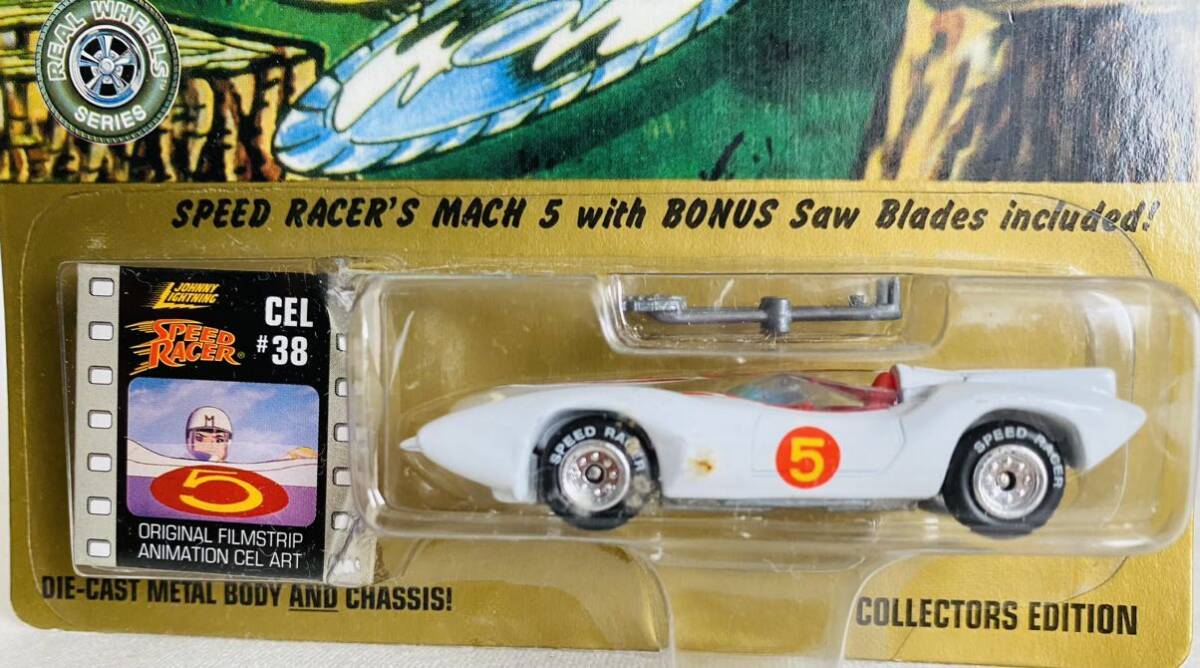 REAL WHEELS™
SERIES
SPEED RACER'S MACH 5 with BONUS Saw Blades included!
JOHNNY
LIGHTNING
SPEED
RACER®
CEL
#38
M
5
ORIGINAL FILMSTRIP
ANIMATION CEL ART
SPEED RACER
5
SPEED RACER
DIE-CAST METAL BODY AND CHASSIS!
COLLECTORS EDITION